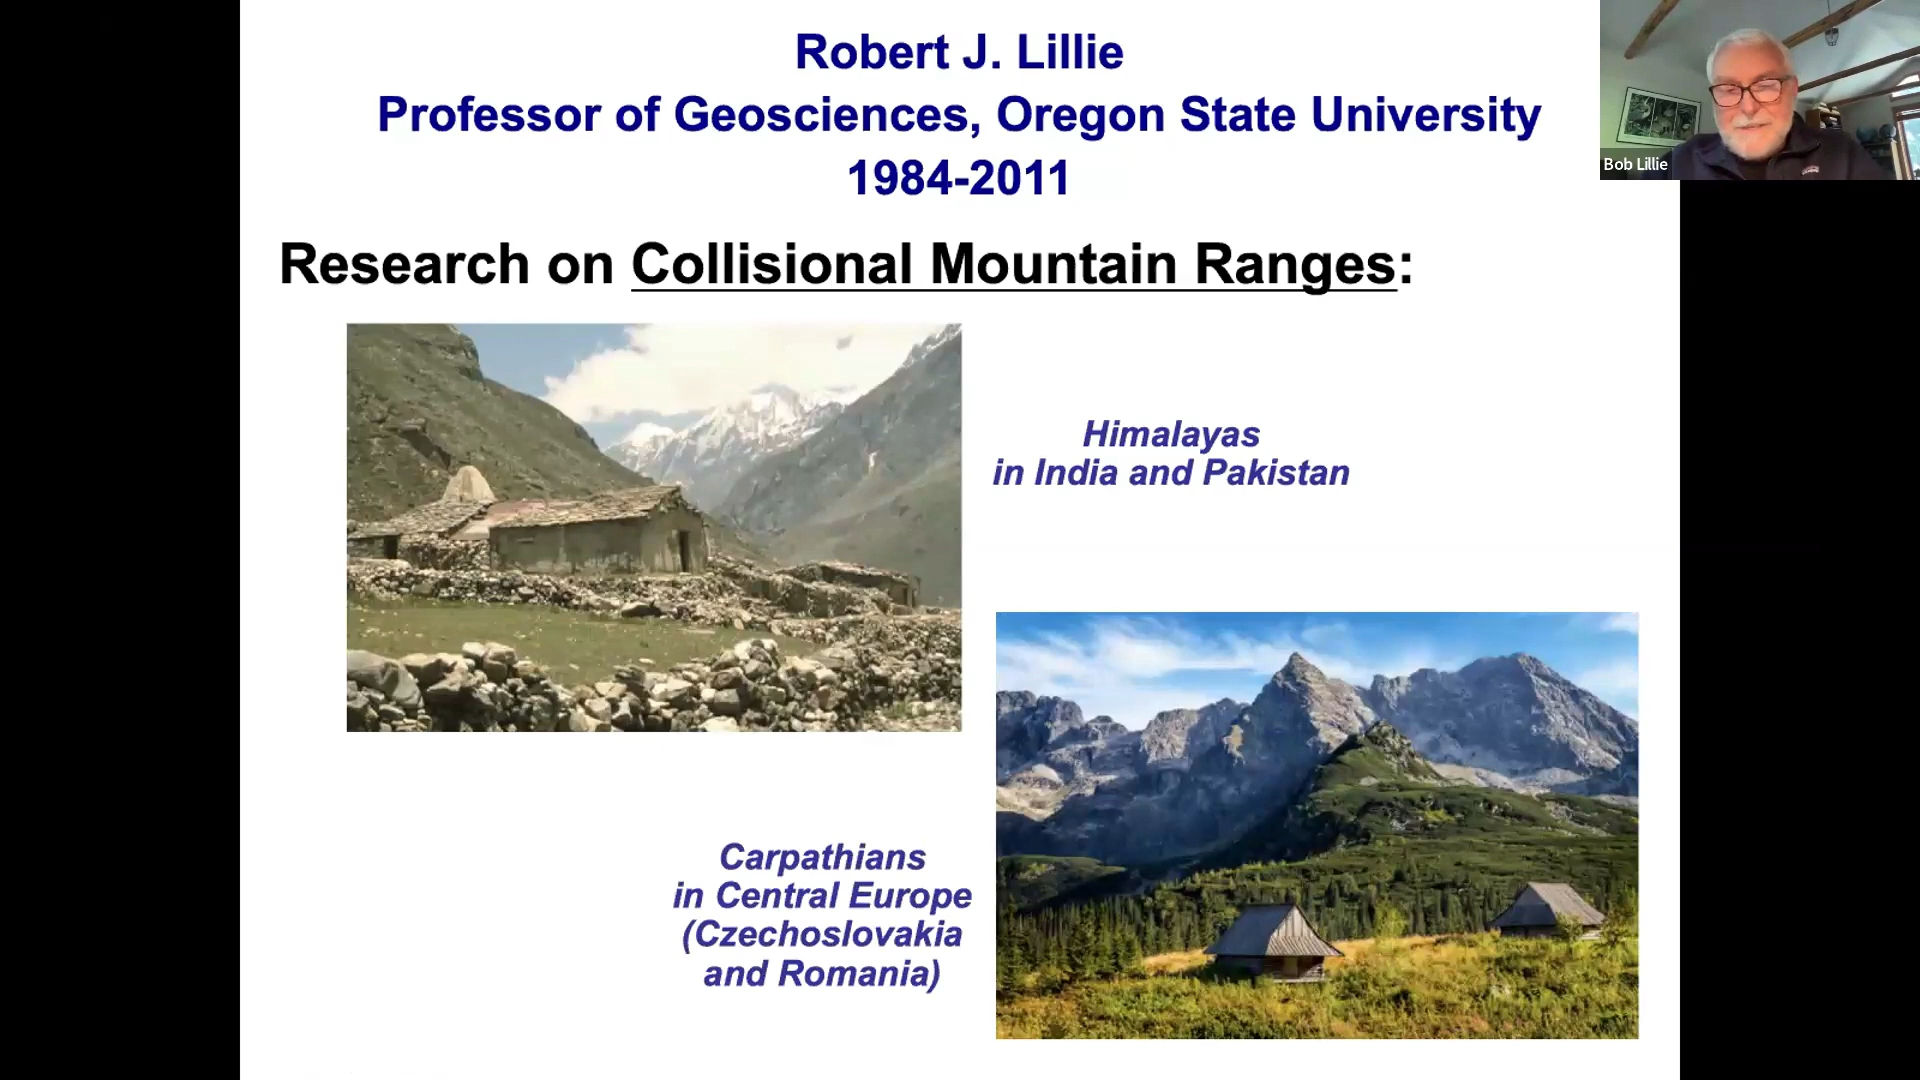 Robert J. Lillie
Professor of Geosciences, Oregon State University
1984-2011
Bob Lillie
Research on Collisional Mountain Ranges:
Himalayas
in India and Pakistan
Carpathians
in Central Europe
(Czechoslovakia
and Romania)